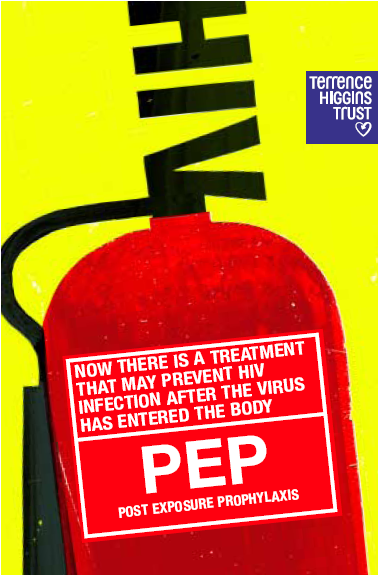 HIV
TERRENCE
HIGGINS
TRUST
NOW THERE IS A TREATMENT
THAT MAY PREVENT HIV
INFECTION AFTER THE VIRUS
HAS ENTERED THE BODY
PEP
POST EXPOSURE PROPHYLAXIS